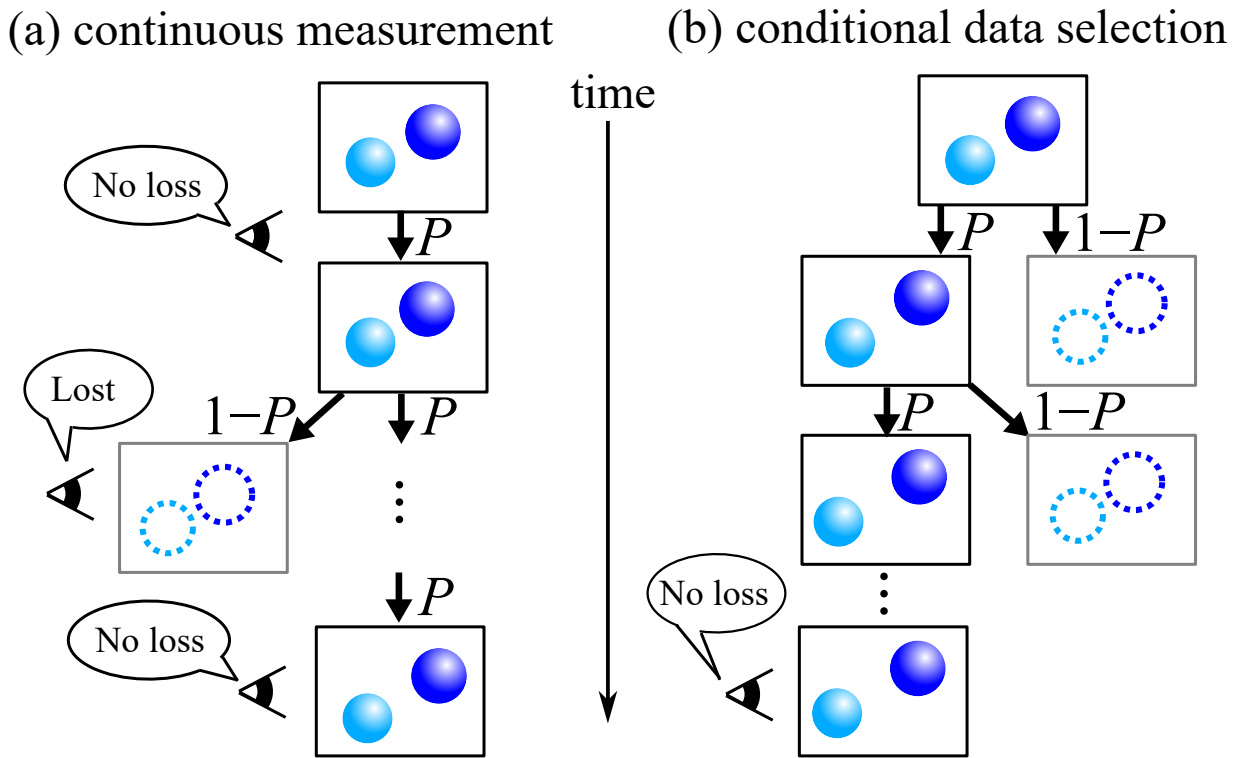 (a) continuous measurement
(b) conditional data selection
time
No loss
P
P
1−P
Lost
1−P
P
P
1−P
⋮
⋮
P
No loss
No loss